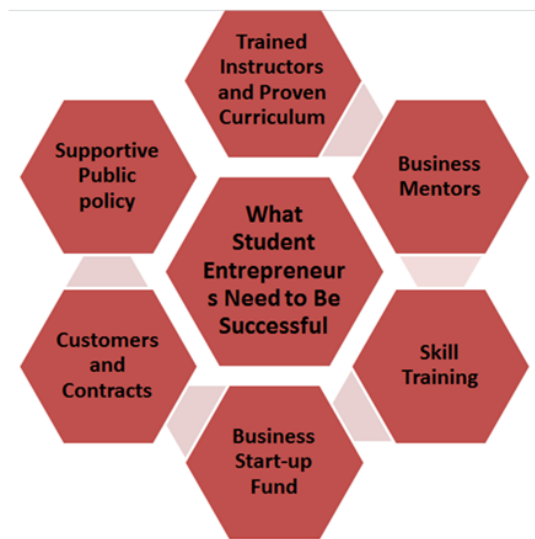 Trained
Instructors
and Proven
Curriculum
Business
Mentors
Skill
Training
Business
Start-up
Fund
Customers
and
Contracts
Supportive
Public
policy
What
Student
Entrepreneur
s Need to Be
Successful